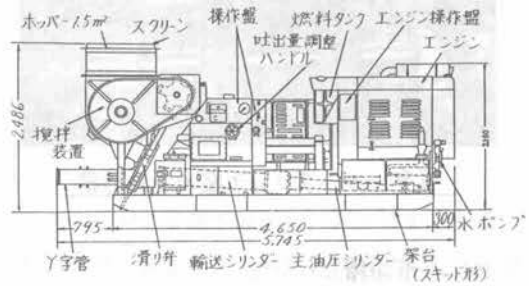 ホッパー1.5m³
スクリーン
操作盤
燃料タンク
エンジン操作盤
吐出量調整
ハンドル
エンジン
2.486
攪拌
装置
795
4.650
300
5.745
水ポンプ
Y字管
滑り弁
輸送シリンダー
主油圧シリンダー
架台
(スキッド形)